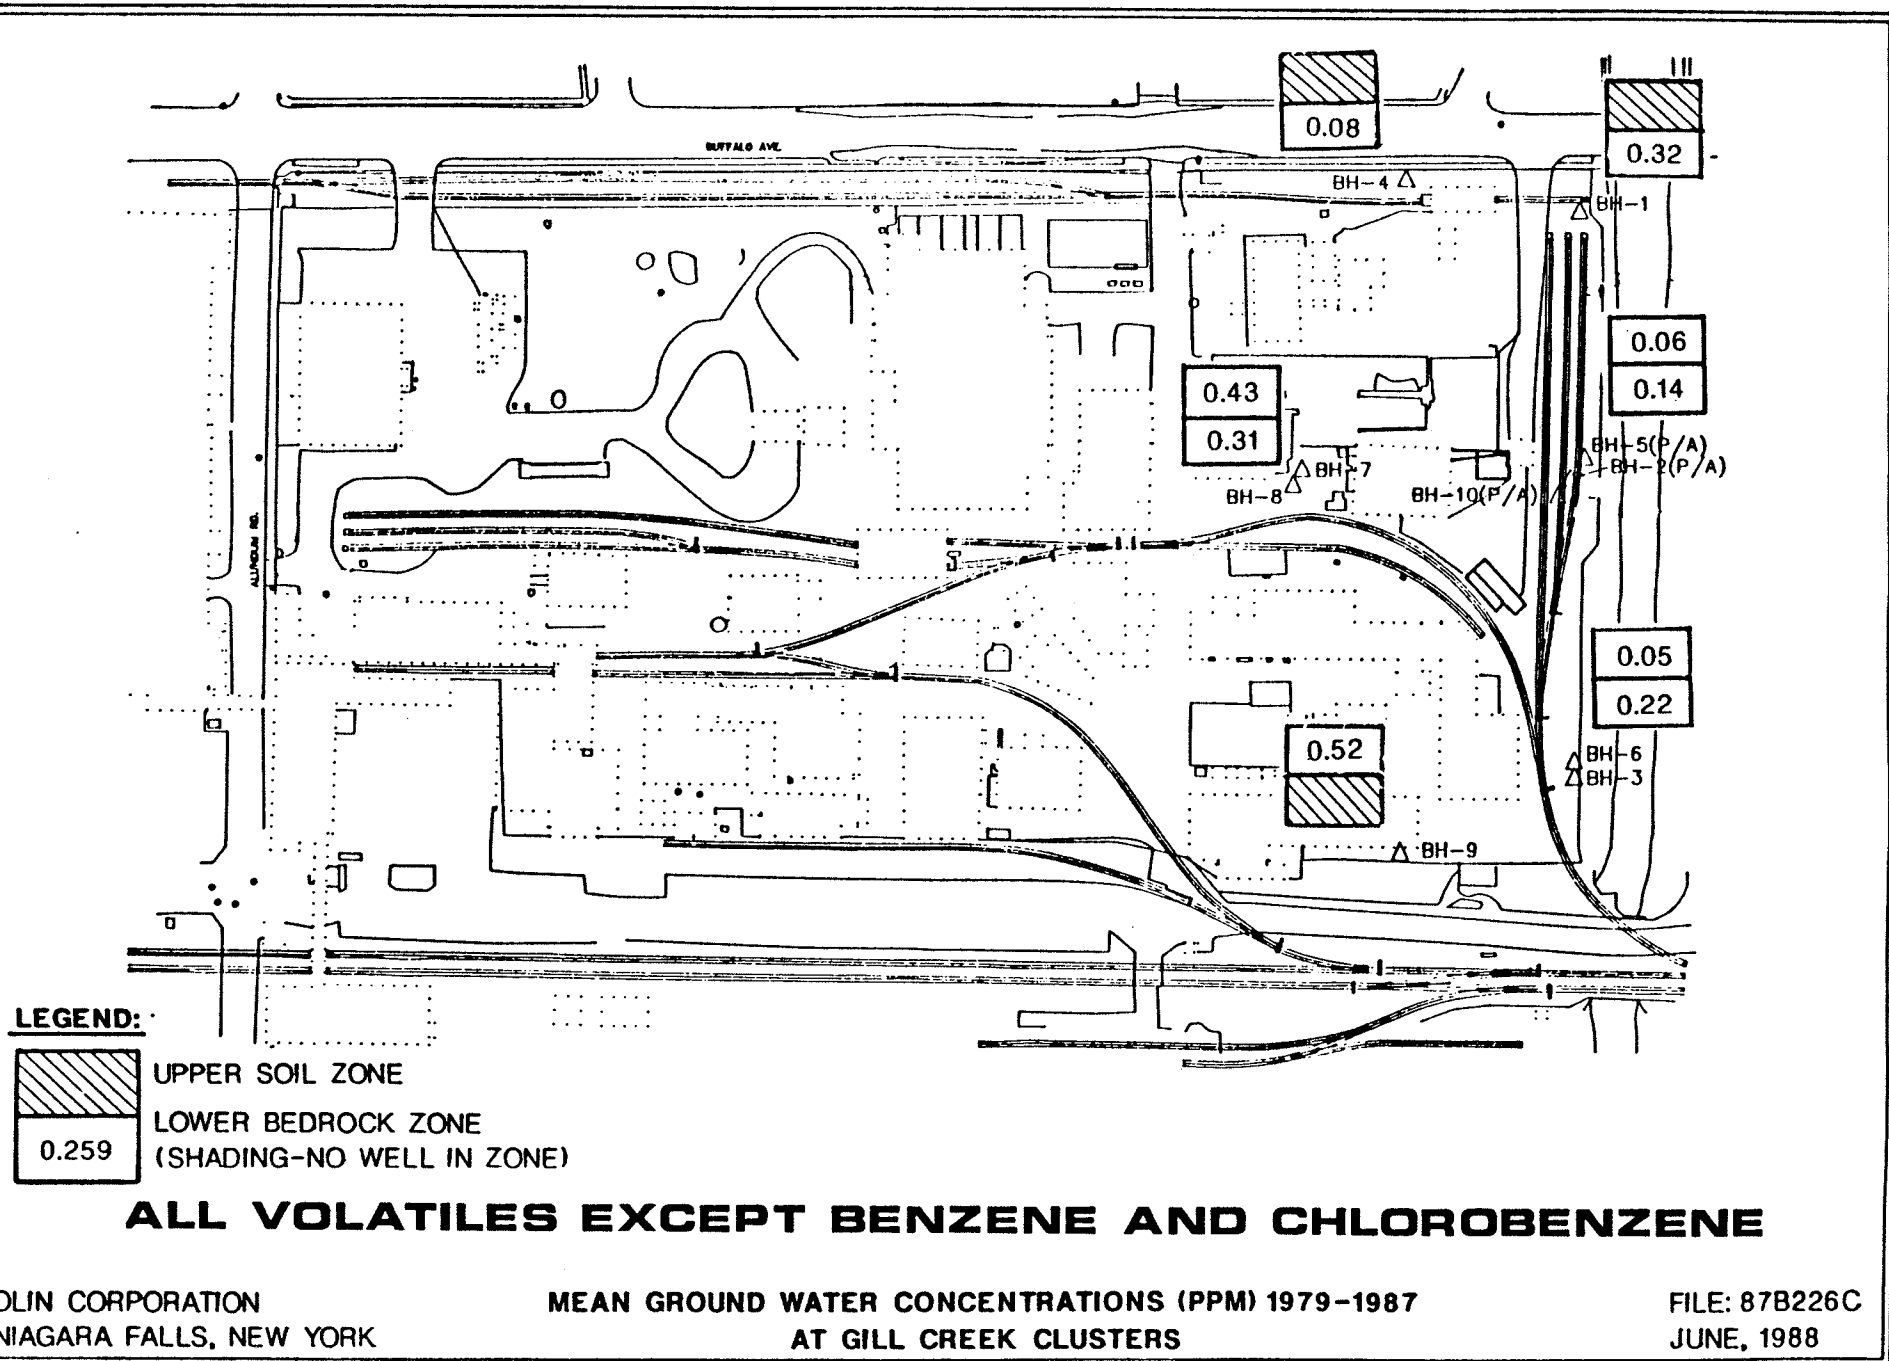 0.08
0.32
BUFFALO AVE.
BH-4
BH-1
0.06
0.14
0.43
0.31
BH-5(P/A)
BH-2(P/A)
BH-7
BH-8
BH-10(P/A)
ALUNDUM RD.
0.05
0.22
0.52
BH-6
BH-3
BH-9
LEGEND:
UPPER SOIL ZONE
LOWER BEDROCK ZONE
0.259
(SHADING-NO WELL IN ZONE)
ALL VOLATILES EXCEPT BENZENE AND CHLOROBENZENE
OLIN CORPORATION
NIAGARA FALLS, NEW YORK
MEAN GROUND WATER CONCENTRATIONS (PPM) 1979-1987
AT GILL CREEK CLUSTERS
FILE: 87B226C
JUNE, 1988